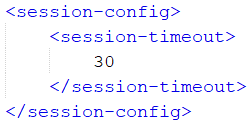 <session-config>
<session-timeout>
30
</session-timeout>
</session-config>